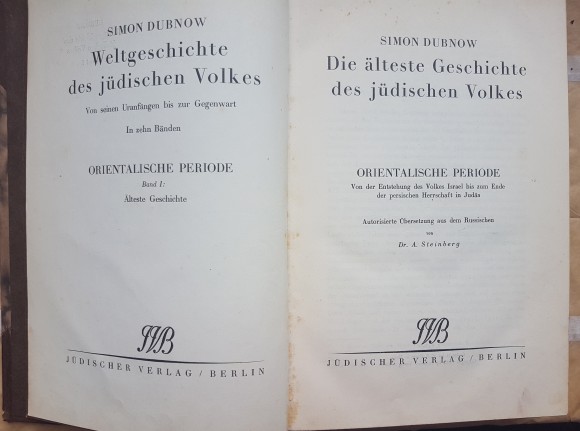 SIMON DUBNOW
Weltgeschichte
des jüdischen Volkes
Von seinen Uranfängen bis zur Gegenwart
In zehn Bänden
ORIENTALISCHE PERIODE
Band I:
Älteste Geschichte
JVB
JÜDISCHER VERLAG / BERLIN
SIMON DUBNOW
Die älteste Geschichte
des jüdischen Volkes
ORIENTALISCHE PERIODE
Von der Entstehung des Volkes Israel bis zum Ende
der persischen Herrschaft in Judäa
Autorisierte Übersetzung aus dem Russischen
von
Dr. A. Steinberg
JVB
JÜDISCHER VERLAG / BERLIN